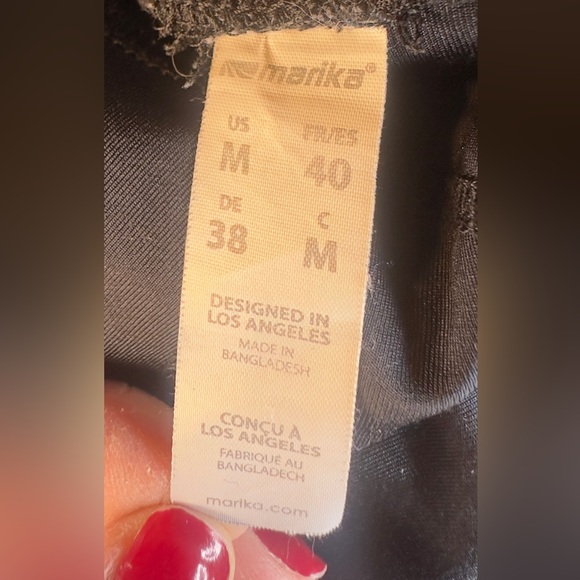 marika®
US FR/ES
M 40
DE C
38 M
DESIGNED IN
LOS ANGELES
MADE IN
BANGLADESH
CONÇU À
LOS ANGELES
FABRIQUÉ AU
BANGLADECH
marika.com